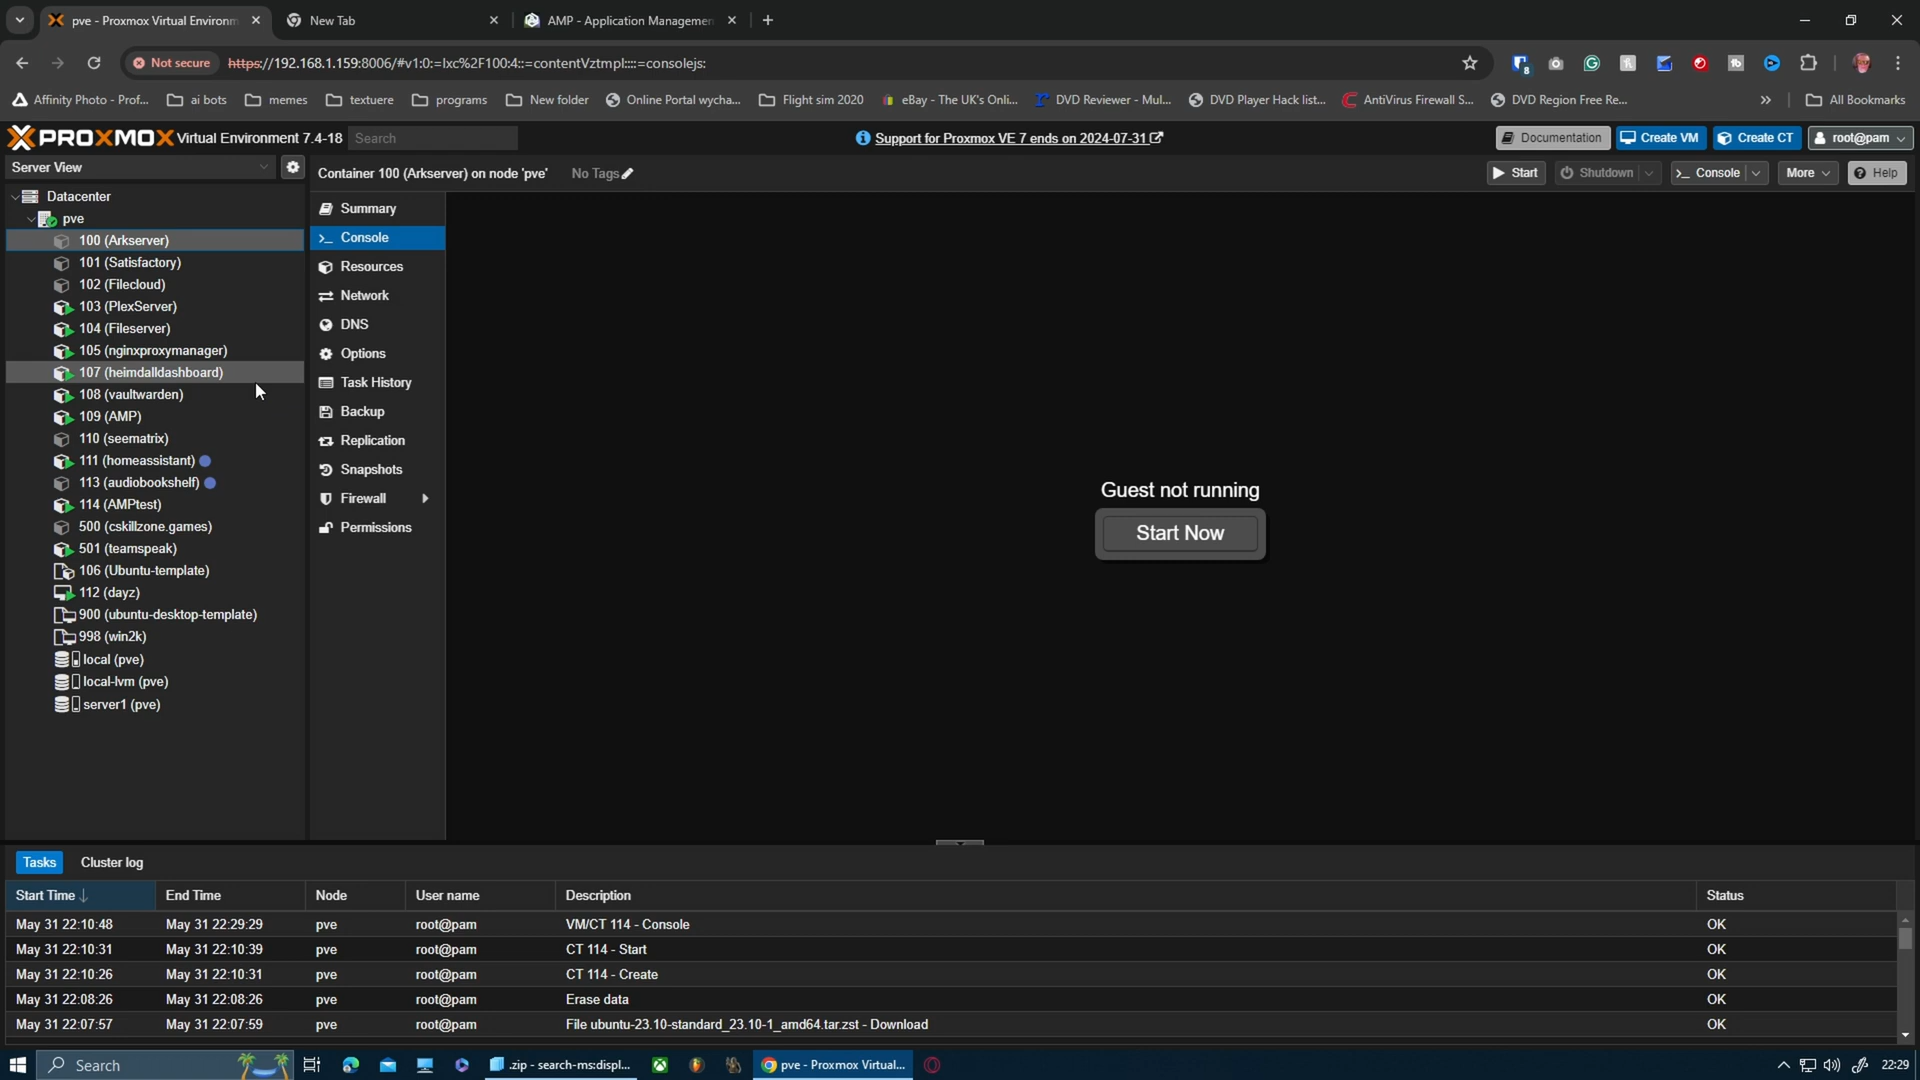 pve - Proxmox Virtual Environm
New Tab
AMP - Application Managemen
Not secure
https://192.168.1.159:8006/#v1:0:=lxc%2F100:4::=contentVztmpl::::=consolejs:
8
Affinity Photo - Prof...
ai bots
memes
textuere
programs
New folder
Online Portal wycha...
Flight sim 2020
eBay - The UK's Onli...
DVD Reviewer - Mul...
DVD Player Hack list...
AntiVirus Firewall S...
DVD Region Free Re...
All Bookmarks
PROXMOX Virtual Environment 7.4-18
Search
Support for Proxmox VE 7 ends on 2024-07-31
Documentation
Create VM
Create CT
root@pam
Server View
Container 100 (Arkserver) on node 'pve'
No Tags
Start
Shutdown
Console
More
Help
Datacenter
pve
100 (Arkserver)
101 (Satisfactory)
102 (Filecloud)
103 (PlexServer)
104 (Fileserver)
105 (nginxproxymanager)
107 (heimdalldashboard)
108 (vaultwarden)
109 (AMP)
110 (seematrix)
111 (homeassistant)
113 (audiobookshelf)
114 (AMPtest)
500 (cskillzone.games)
501 (teamspeak)
106 (Ubuntu-template)
112 (dayz)
900 (ubuntu-desktop-template)
998 (win2k)
local (pve)
local-lvm (pve)
server1 (pve)
Summary
Console
Resources
Network
DNS
Options
Task History
Backup
Replication
Snapshots
Firewall
Permissions
Guest not running
Start Now
Tasks
Cluster log
Start Time End Time Node User name Description Status
May 31 22:10:48 May 31 22:29:29 pve root@pam VM/CT 114 - Console OK
May 31 22:10:31 May 31 22:10:39 pve root@pam CT 114 - Start OK
May 31 22:10:26 May 31 22:10:31 pve root@pam CT 114 - Create OK
May 31 22:08:26 May 31 22:08:26 pve root@pam Erase data OK
May 31 22:07:57 May 31 22:07:59 pve root@pam File ubuntu-23.10-standard_23.10-1_amd64.tar.zst - Download OK
Search
.zip - search-ms:displ...
pve - Proxmox Virtual...
22:29